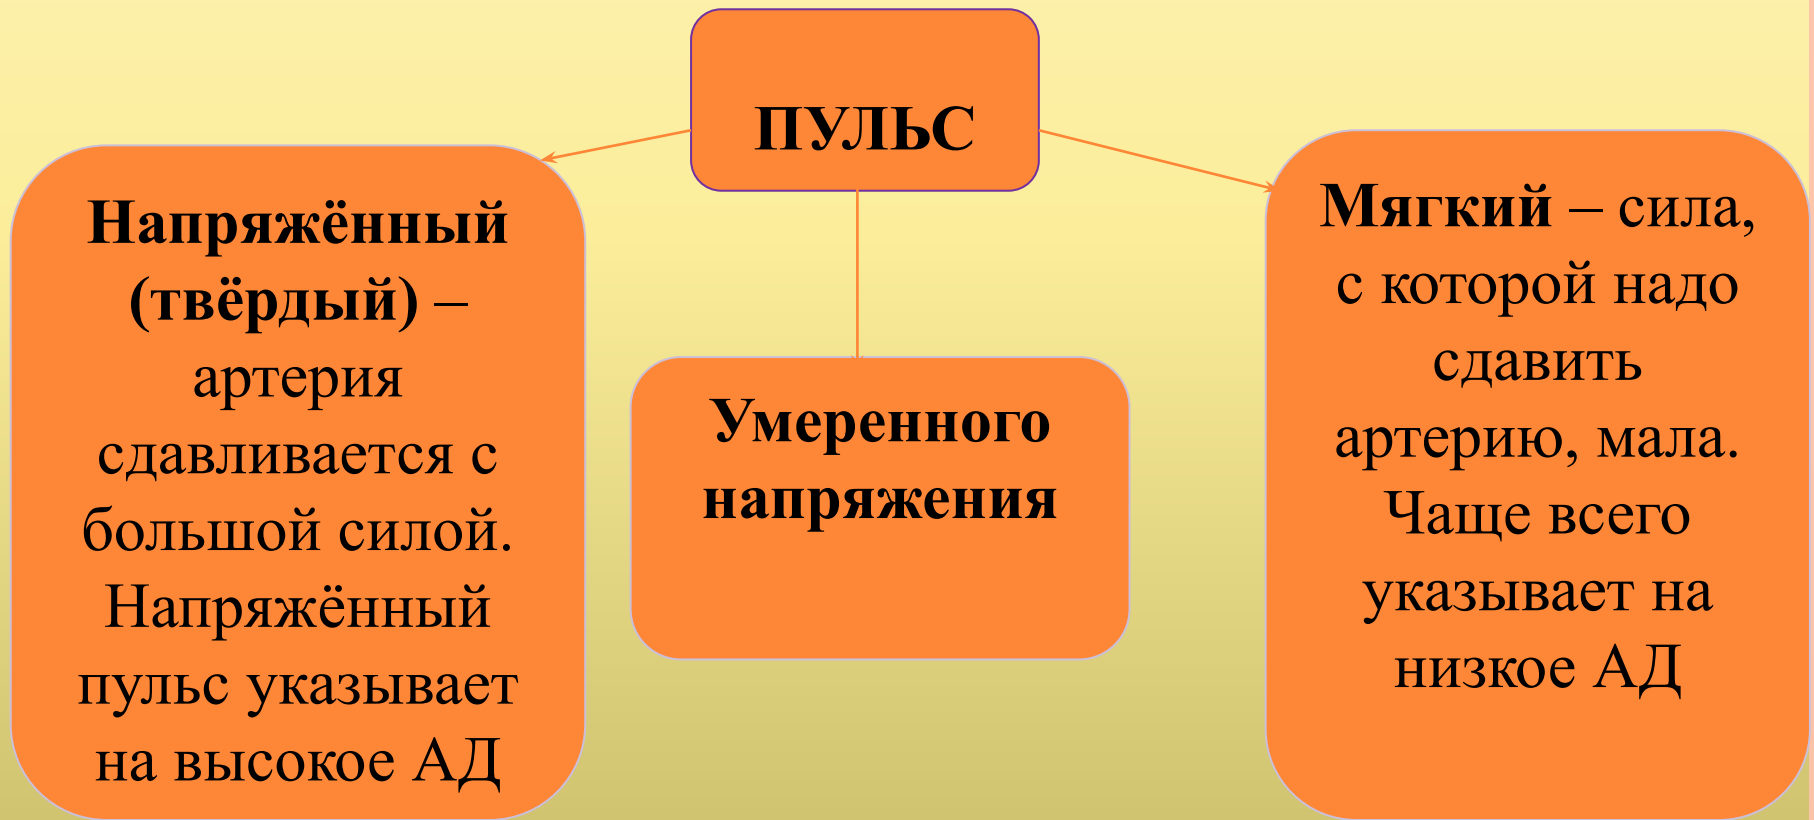 ПУЛЬС
Напряжённый
(твёрдый) –
артерия
сдавливается с
большой силой.
Напряжённый
пульс указывает
на высокое АД
Умеренного
напряжения
Мягкий – сила,
с которой надо
сдавить
артерию, мала.
Чаще всего
указывает на
низкое АД